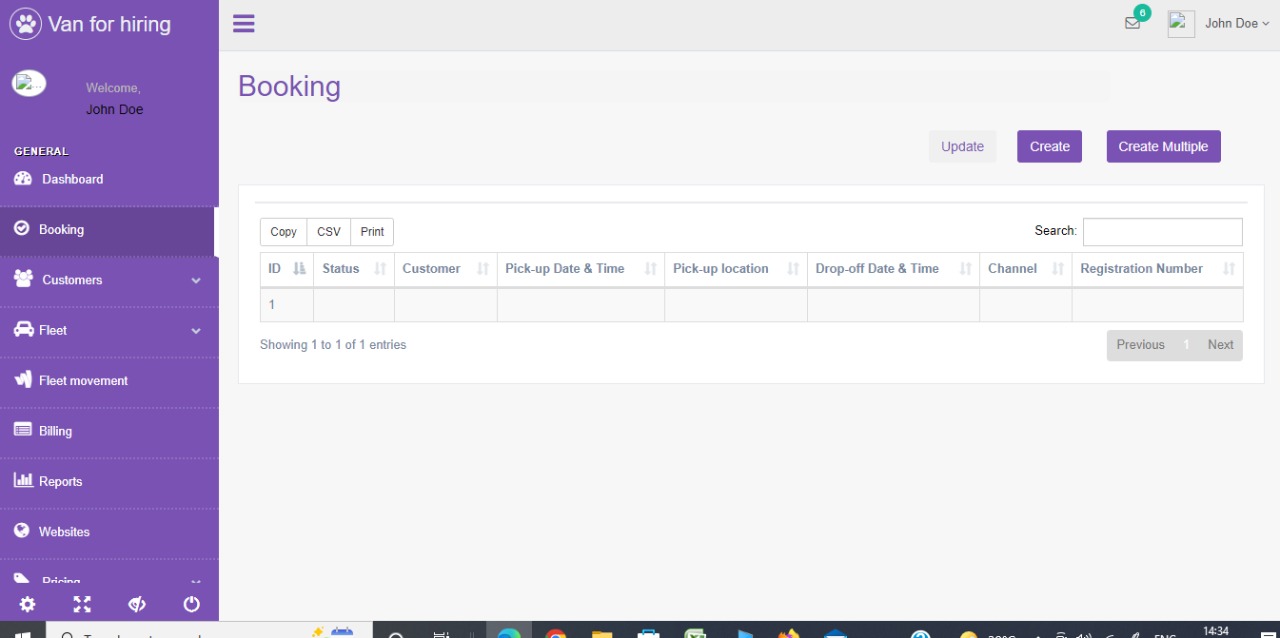 Van for hiring
6
John Doe
Welcome,
John Doe
Booking
Update
Create
Create Multiple
GENERAL
Dashboard
Booking
Customers
Fleet
Fleet movement
Billing
Reports
Websites
Pricing
Copy
CSV
Print
Search:
ID
Status
Customer
Pick-up Date & Time
Pick-up location
Drop-off Date & Time
Channel
Registration Number
1
Showing 1 to 1 of 1 entries
Previous
1
Next
14:34